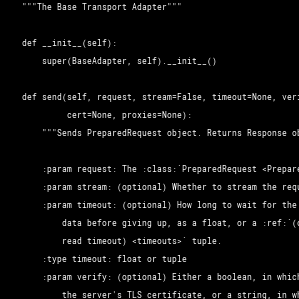 """The Base Transport Adapter"""
def __init__(self):
super(BaseAdapter, self).__init__()
def send(self, request, stream=False, timeout=None, veri
cert=None, proxies=None):
"""Sends PreparedRequest object. Returns Response ob
:param request: The :class:`PreparedRequest <Prepare
:param stream: (optional) Whether to stream the requ
:param timeout: (optional) How long to wait for the
data before giving up, as a float, or a :ref:`(c
read timeout) <timeouts>` tuple.
:type timeout: float or tuple
:param verify: (optional) Either a boolean, in which
the server's TLS certificate, or a string, in wh